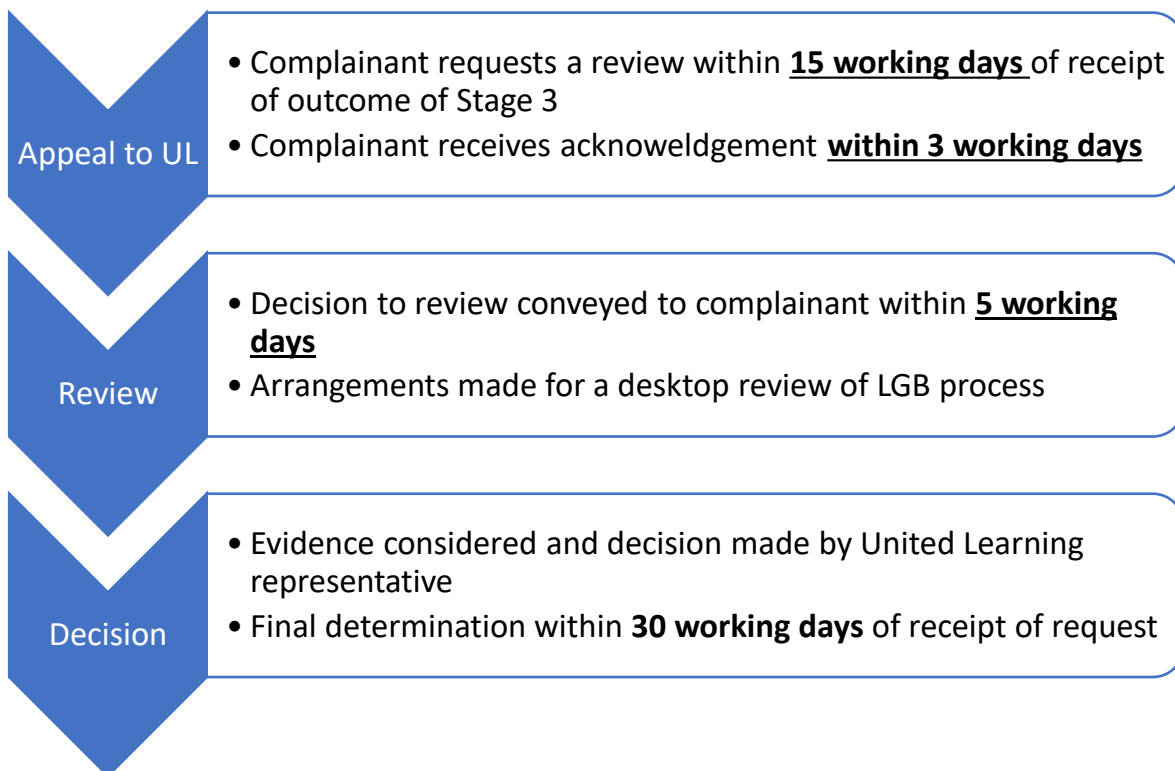 Appeal to UL
• Complainant requests a review within 15 working days of receipt
of outcome of Stage 3
• Complainant receives acknoweldgement within 3 working days
Review
• Decision to review conveyed to complainant within 5 working
days
• Arrangements made for a desktop review of LGB process
Decision
• Evidence considered and decision made by United Learning
representative
• Final determination within 30 working days of receipt of request